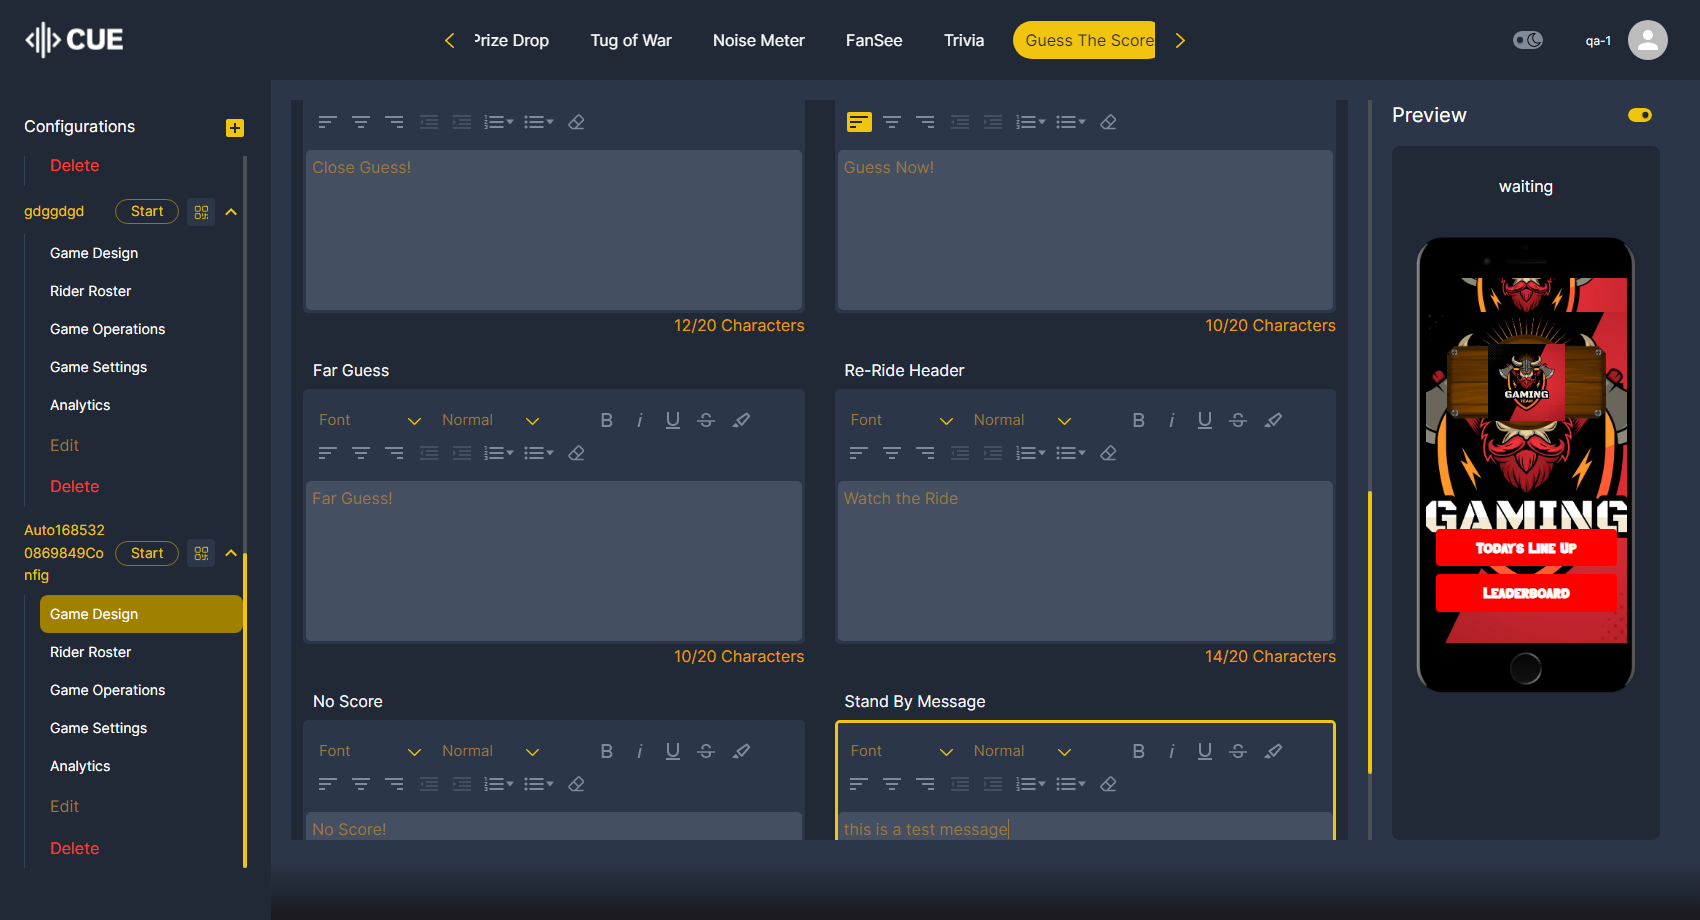 CUE
Prize Drop
Tug of War
Noise Meter
FanSee
Trivia
Guess The Score
qa-1
Configurations
Delete
gdggdgd
Start
Game Design
Rider Roster
Game Operations
Game Settings
Analytics
Edit
Delete
Auto168532
0869849Co
nfig
Start
Game Design
Rider Roster
Game Operations
Game Settings
Analytics
Edit
Delete
Close Guess!
12/20 Characters
Guess Now!
10/20 Characters
Far Guess
Font
Normal
B i U S
Far Guess!
10/20 Characters
Re-Ride Header
Font
Normal
B i U S
Watch the Ride
14/20 Characters
No Score
Font
Normal
B i U S
No Score!
Stand By Message
Font
Normal
B i U S
this is a test message
Preview
waiting
GAMING
TEAM
GAMING
Today's Line Up
Leaderboard